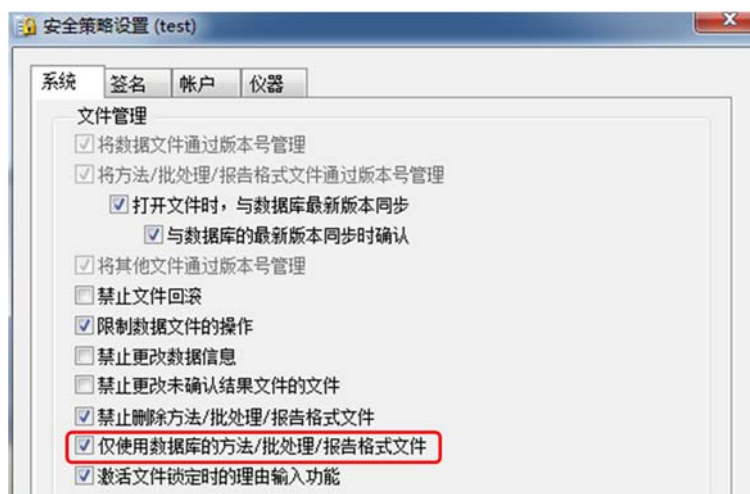 安全策略设置 (test)
系统 签名 帐户 仪器
文件管理
将数据文件通过版本号管理
将方法/批处理/报告格式文件通过版本号管理
打开文件时，与数据库最新版本同步
与数据库的最新版本同步时确认
将其他文件通过版本号管理
禁止文件回滚
限制数据文件的操作
禁止更改数据信息
禁止更改未确认结果文件的文件
禁止删除方法/批处理/报告格式文件
仅使用数据库的方法/批处理/报告格式文件
激活文件锁定时的理由输入功能